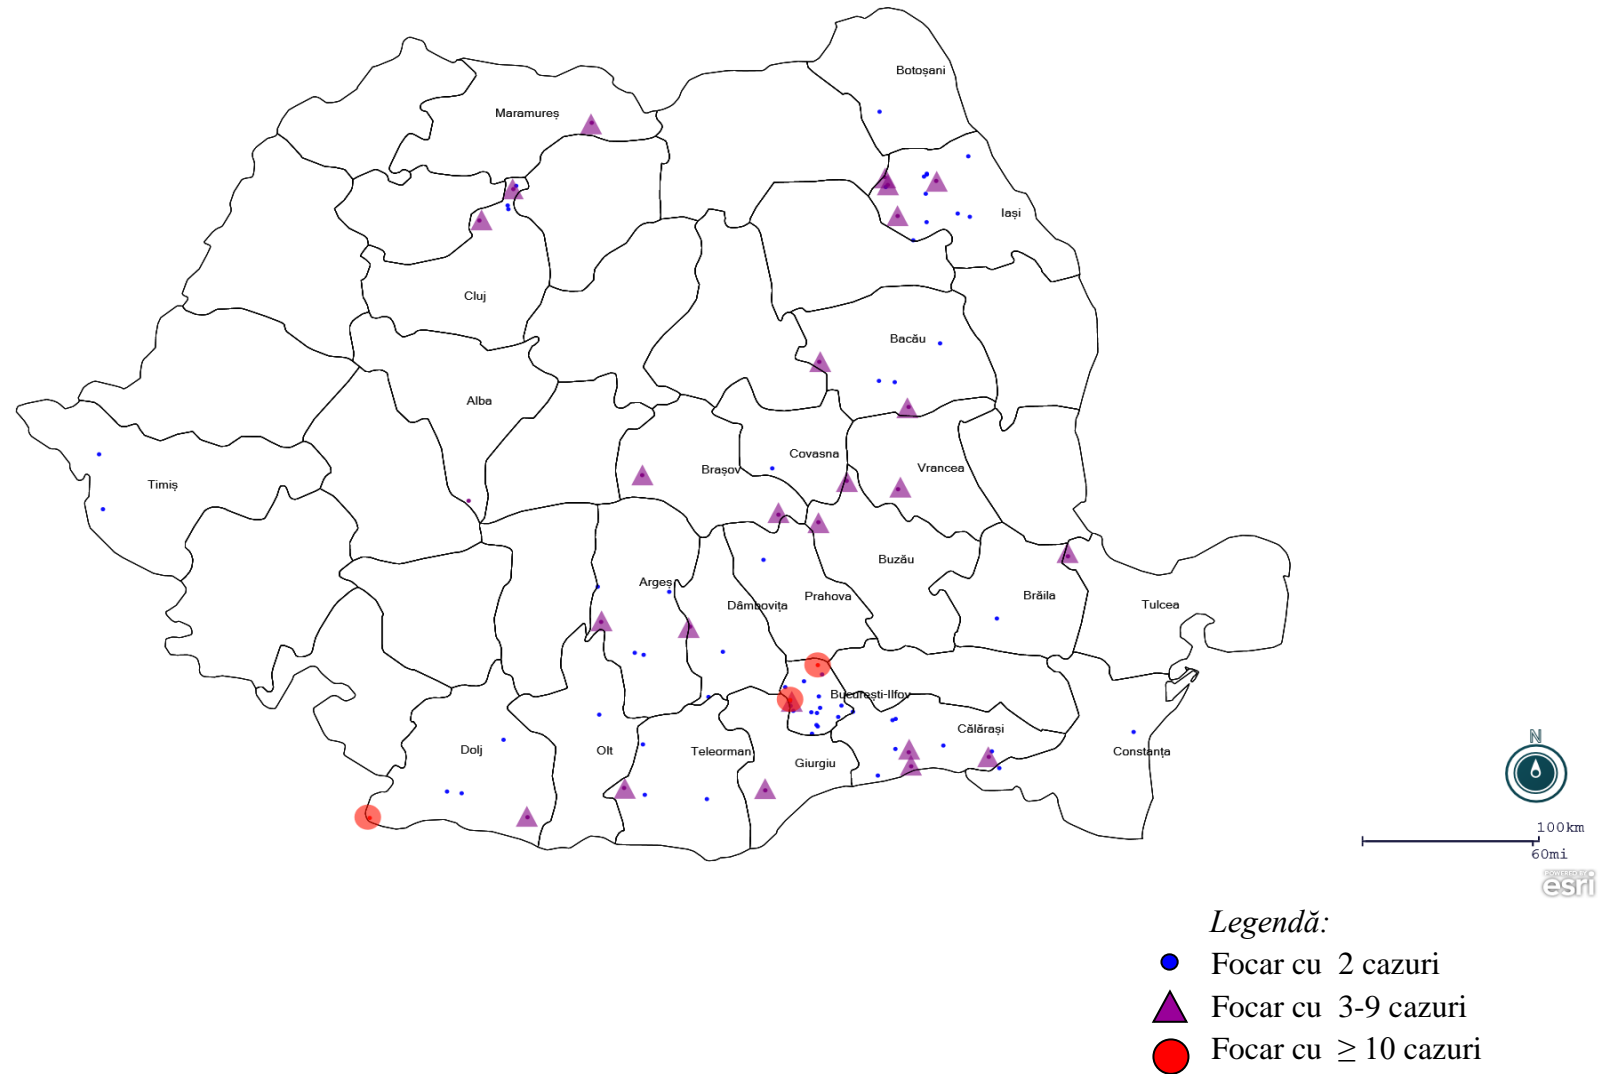 Botoșani
Maramureș
Iași
Cluj
Bacău
Alba
Covasna
Brașov
Vrancea
Timiș
Buzău
Argeș
Brăila
Prahova
Dâmbovița
Tulcea
București-Ilfov
Călărași
Dolj
Olt
Teleorman
Giurgiu
Constanța
N
100km
60mi
POWERED BY
esri
Legendă:
Focar cu 2 cazuri
Focar cu 3-9 cazuri
Focar cu ≥ 10 cazuri